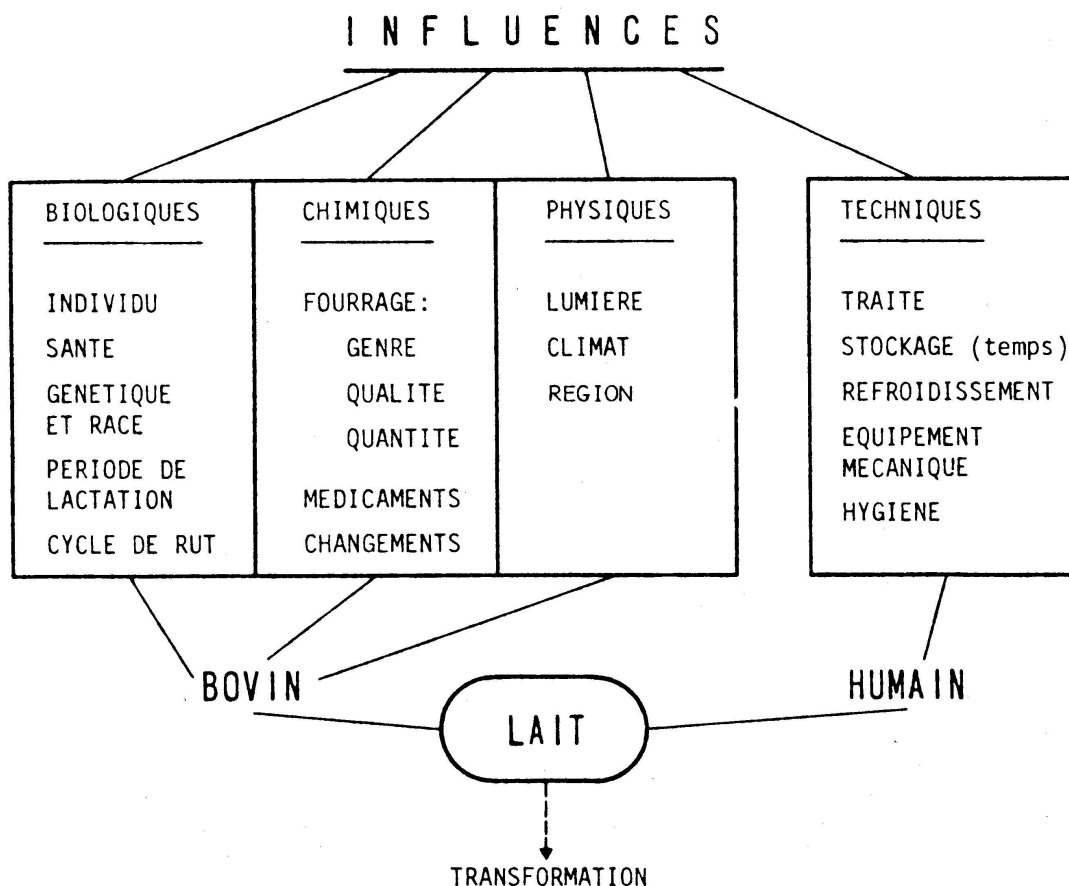 INFLUENCES
BIOLOGIQUES
INDIVIDU
SANTE
GENETIQUE
ET RACE
PERIODE DE
LACTATION
CYCLE DE RUT
CHIMIQUES
FOURRAGE:
GENRE
QUALITE
QUANTITE
MEDICAMENTS
CHANGEMENTS
PHYSIQUES
LUMIERE
CLIMAT
REGION
TECHNIQUES
TRAITE
STOCKAGE (temps)
REFROIDISSEMENT
EQUIPEMENT
MECANIQUE
HYGIENE
BOVIN
HUMAIN
LAIT
TRANSFORMATION